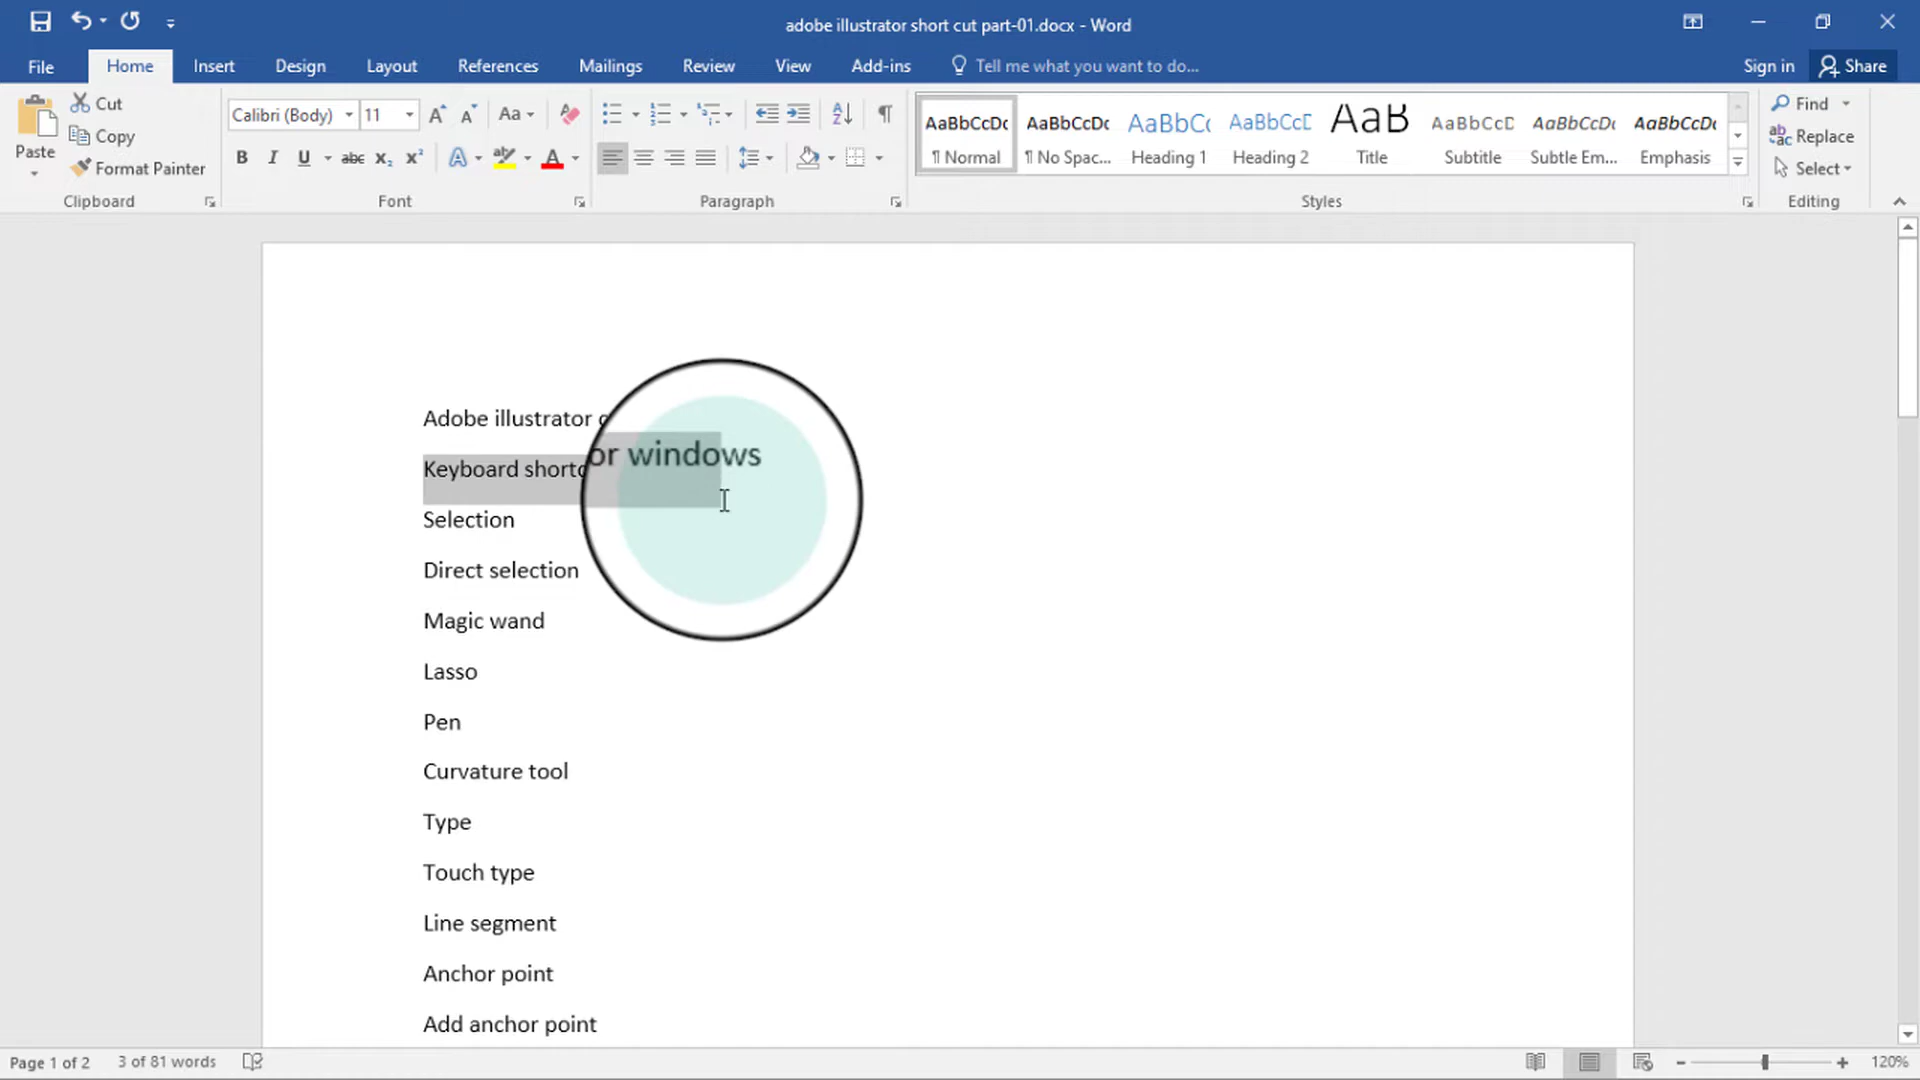 adobe illustrator short cut part-01.docx - Word
File Home Insert Design Layout References Mailings Review View Add-ins Tell me what you want to do... Sign in Share
Paste
Cut
Copy
Format Painter
Clipboard
Calibri (Body) 11 Aa
B I U abc X₂ X² A A
Font
Paragraph
AaBbCcDc AaBbCcDc AaBbC AaBbCcD AaB AaBbCcD AaBbCcDc AaBbCcDc
¶ Normal ¶ No Spac... Heading 1 Heading 2 Title Subtitle Subtle Em... Emphasis
Styles
Find
Replace
Select
Editing
Adobe illustrator
Keyboard
or windows
Selection
Direct selection
Magic wand
Lasso
Pen
Curvature tool
Type
Touch type
Line segment
Anchor point
Add anchor point
Page 1 of 2 3 of 81 words 120%